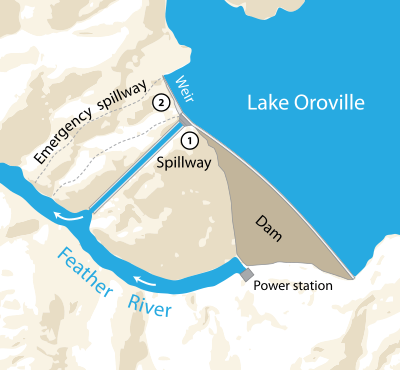 Emergency spillway
Weir
2
Lake Oroville
1
Spillway
Dam
Feather River
Power station